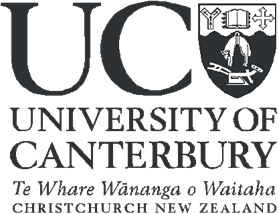 UC
UNIVERSITY OF
CANTERBURY
Te Whare Wānanga o Waitaha
CHRISTCHURCH NEW ZEALAND